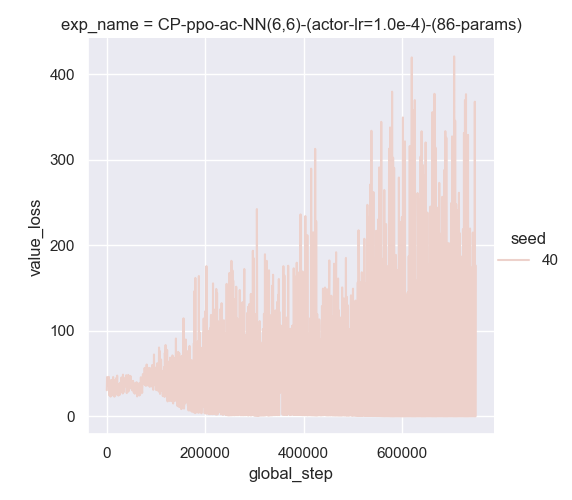 exp_name = CP-ppo-ac-NN(6,6)-(actor-lr=1.0e-4)-(86-params)
400
300
200
100
0
value_loss
0
200000
400000
600000
global_step
seed
40